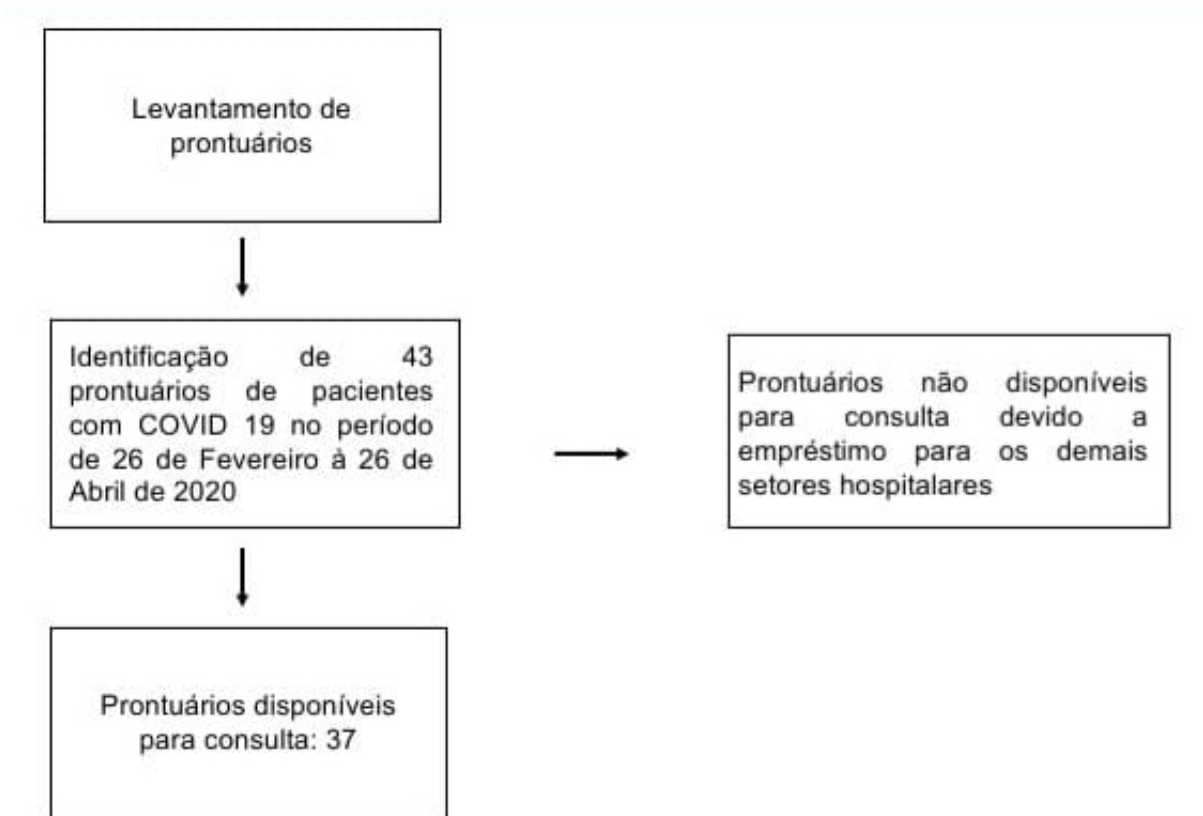 Levantamento de
prontuários
Identificação de 43
prontuários de pacientes
com COVID 19 no período
de 26 de Fevereiro à 26 de
Abril de 2020
Prontuários não disponíveis
para consulta devido a
empréstimo para os demais
setores hospitalares
Prontuários disponíveis
para consulta: 37